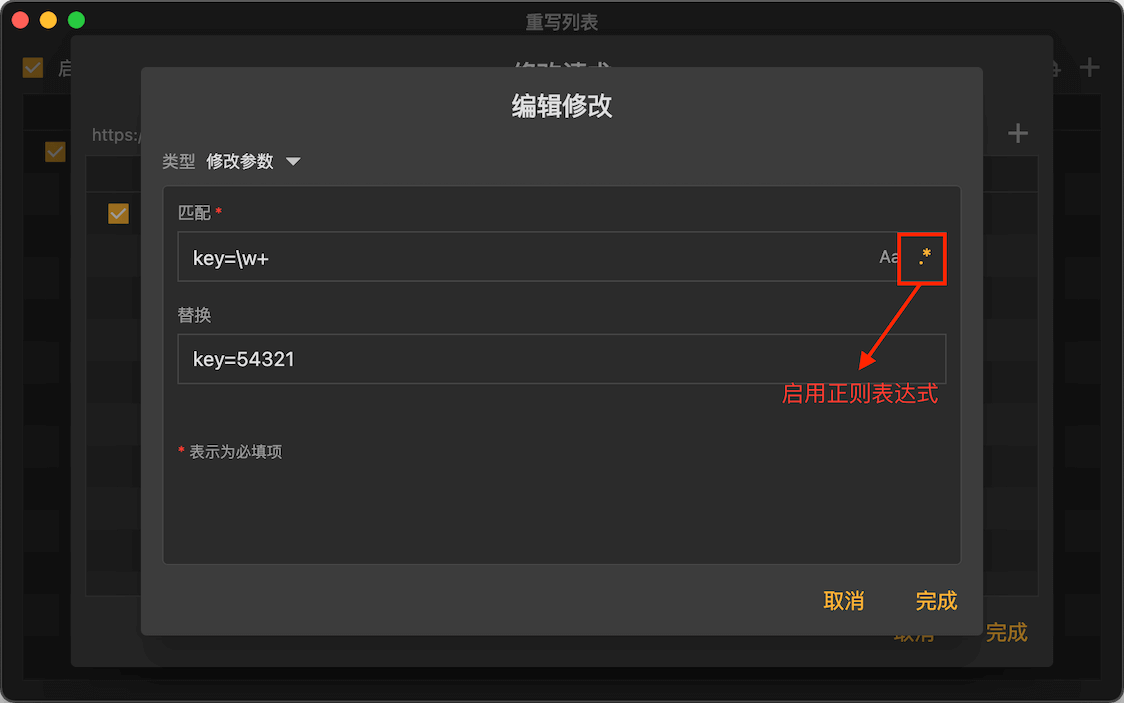 重写列表
启
修改请求
https:/
编辑修改
类型 修改参数
匹配 *
key=\w+
Aa .*
替换
key=54321
启用正则表达式
* 表示为必填项
取消 完成
取消 完成